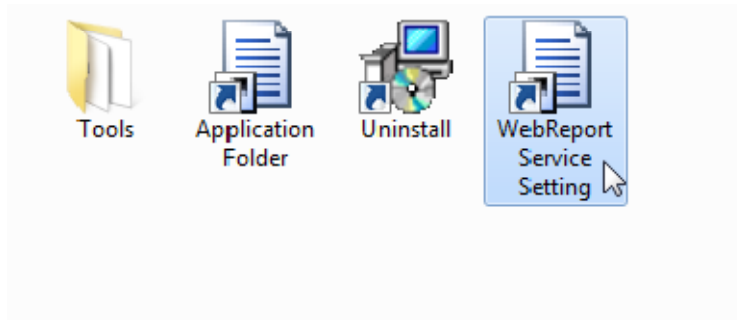 Tools
Application
Folder
Uninstall
WebReport
Service
Setting